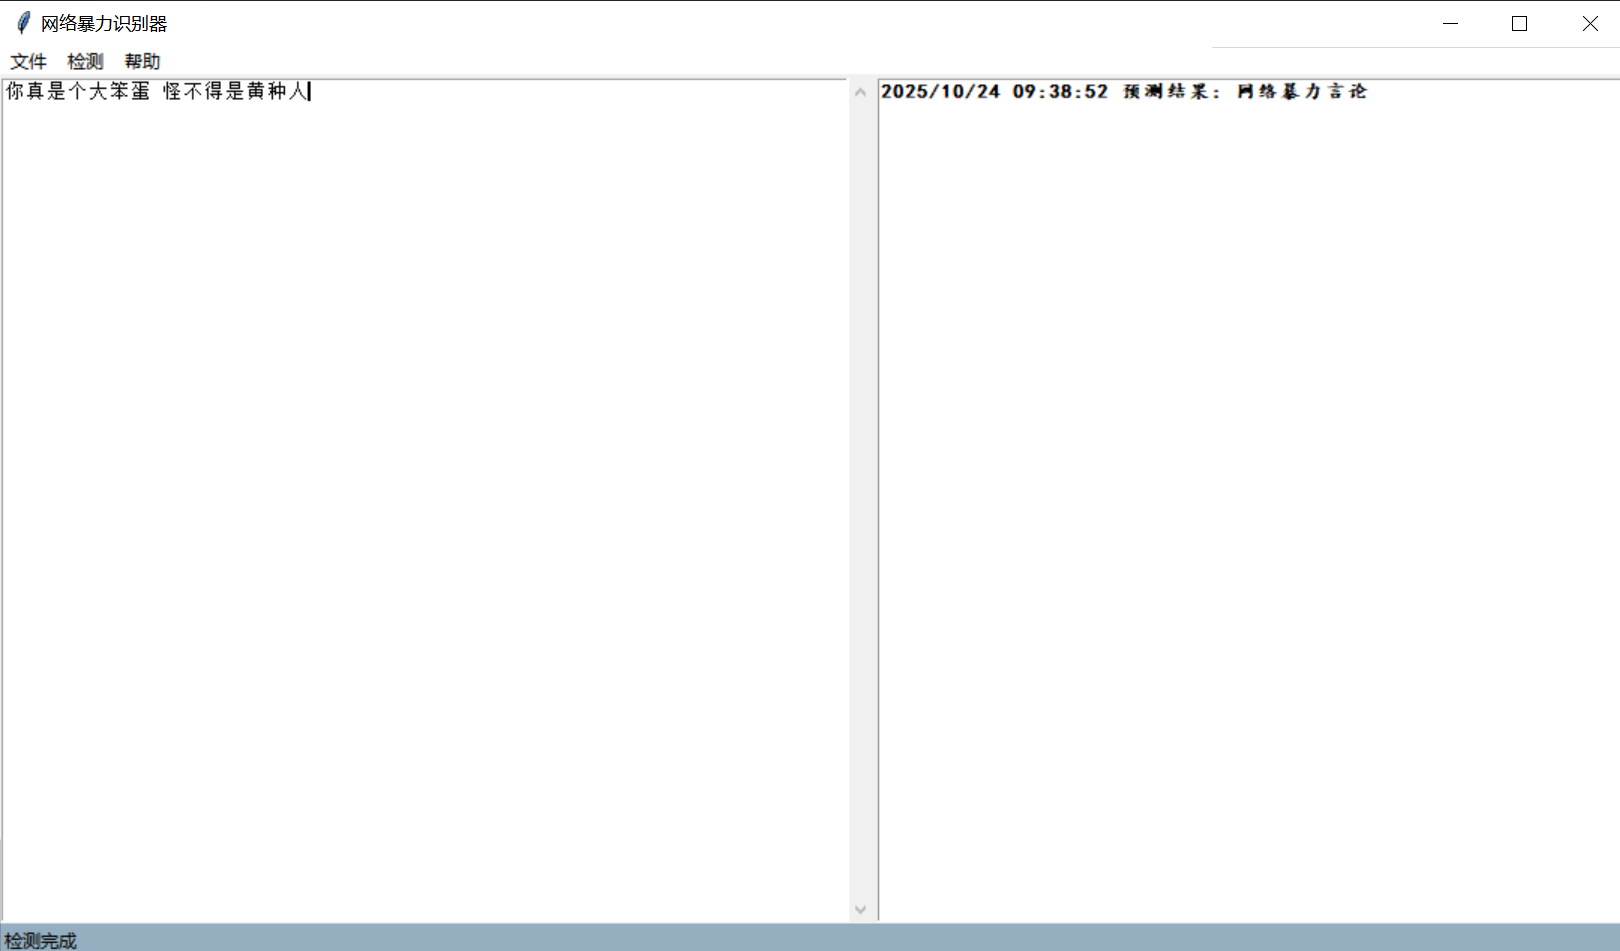 网络暴力识别器
文件 检测 帮助
你真是个大笨蛋 怪不得是黄种人
2025/10/24 09:38:52 预测结果: 网络暴力言论
检测完成